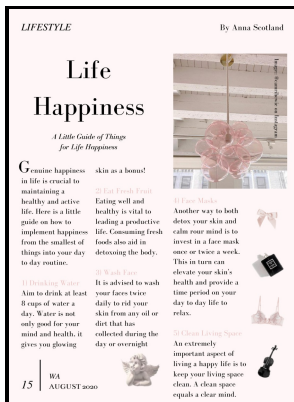 LIFESTYLE
By Anna Scotland
Life
Happiness
A Little Guide of Things
for Life Happiness
Genuine happiness
in life is crucial to
maintaining a
healthy and active
life. Here is a little
guide on how to
implement happiness
from the smallest of
things into your day
to day routine.
1) Drinking Water
Aim to drink at least
8 cups of water a
day. Water is not
only good for your
mind and health, it
gives you glowing
skin as a bonus!
2) Eat Fresh Fruit
Eating well and
healthy is vital to
leading a productive
life. Consuming fresh
foods also aid in
detoxing the body.
3) Wash Face
It is advised to wash
your faces twice
daily to rid your
skin from any oil or
dirt that has
collected during the
day or overnight
4) Face Masks
Another way to both
detox your skin and
calm your mind is to
invest in a face mask
once or twice a week.
This in turn can
elevate your skin's
health and provide a
time period on your
day to day life to
relax.
5) Clean Living Space
An extremely
important aspect of
living a happy life is to
keep your living space
clean. A clean space
equals a clear mind.
15
WA
AUGUST 2020